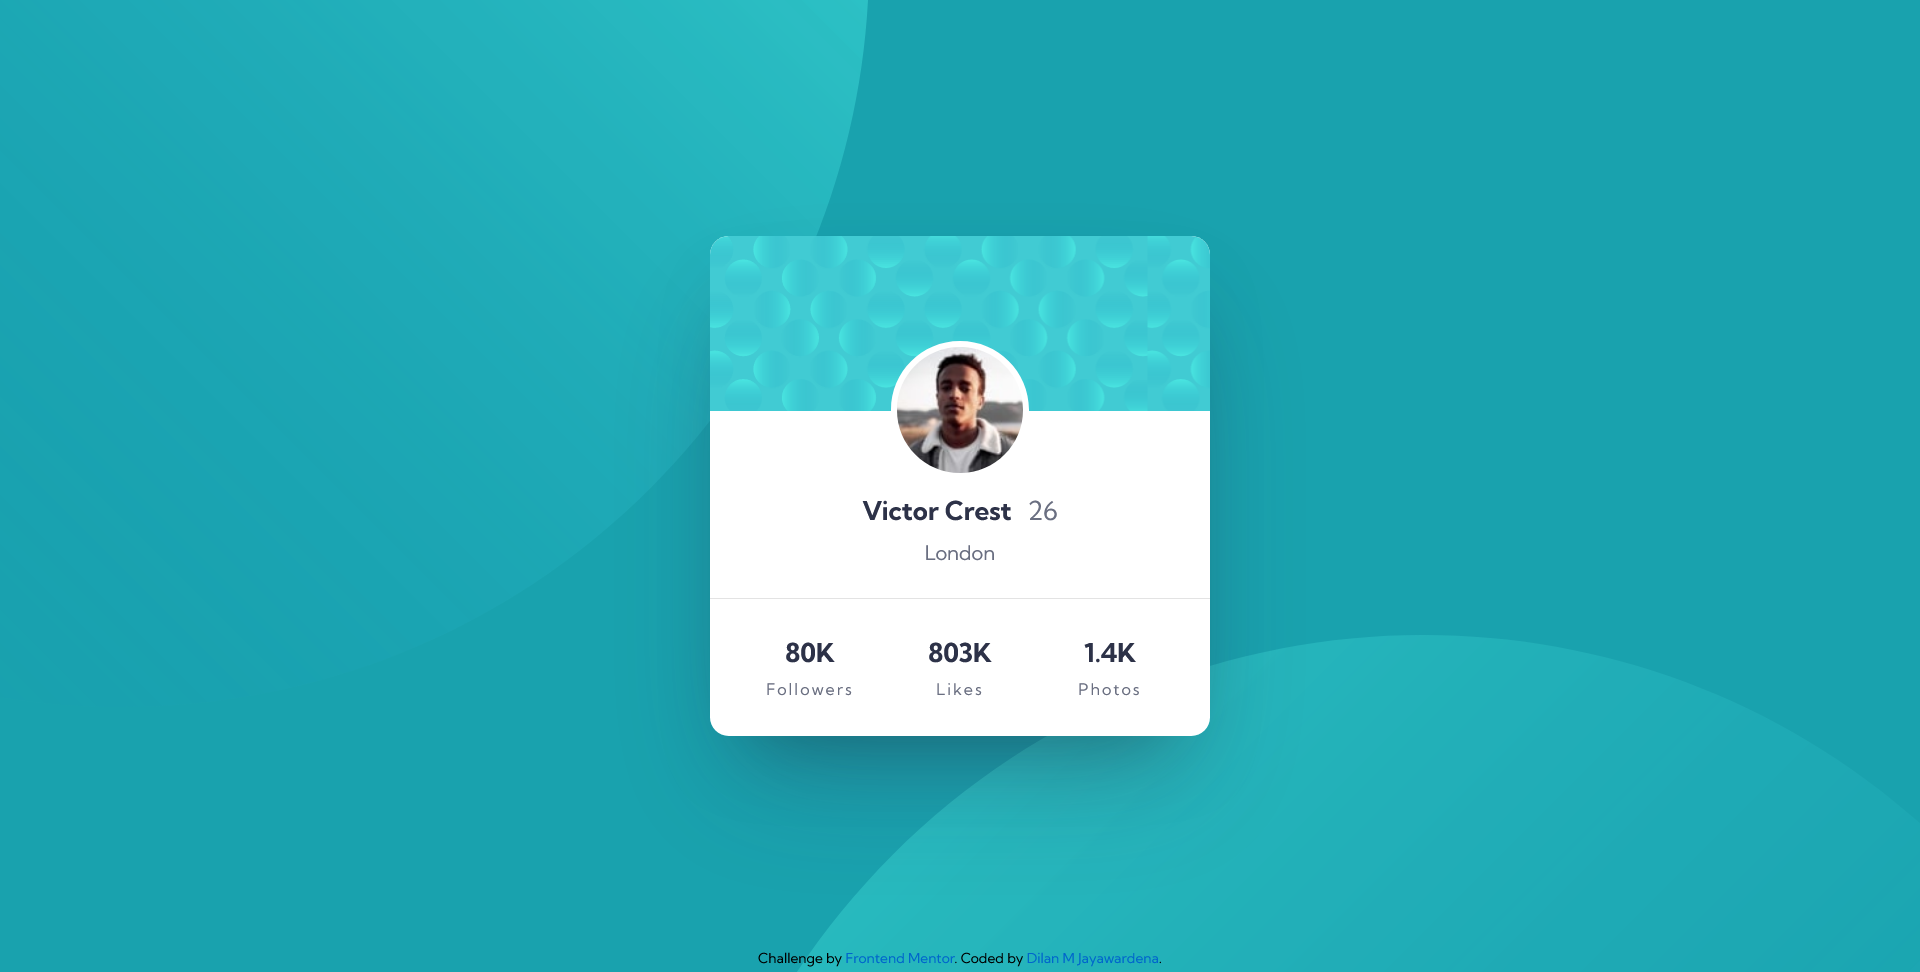 Victor Crest 26
London
80K 803K 1.4K
Followers Likes Photos
Challenge by Frontend Mentor. Coded by Dilan M Jayawardena.